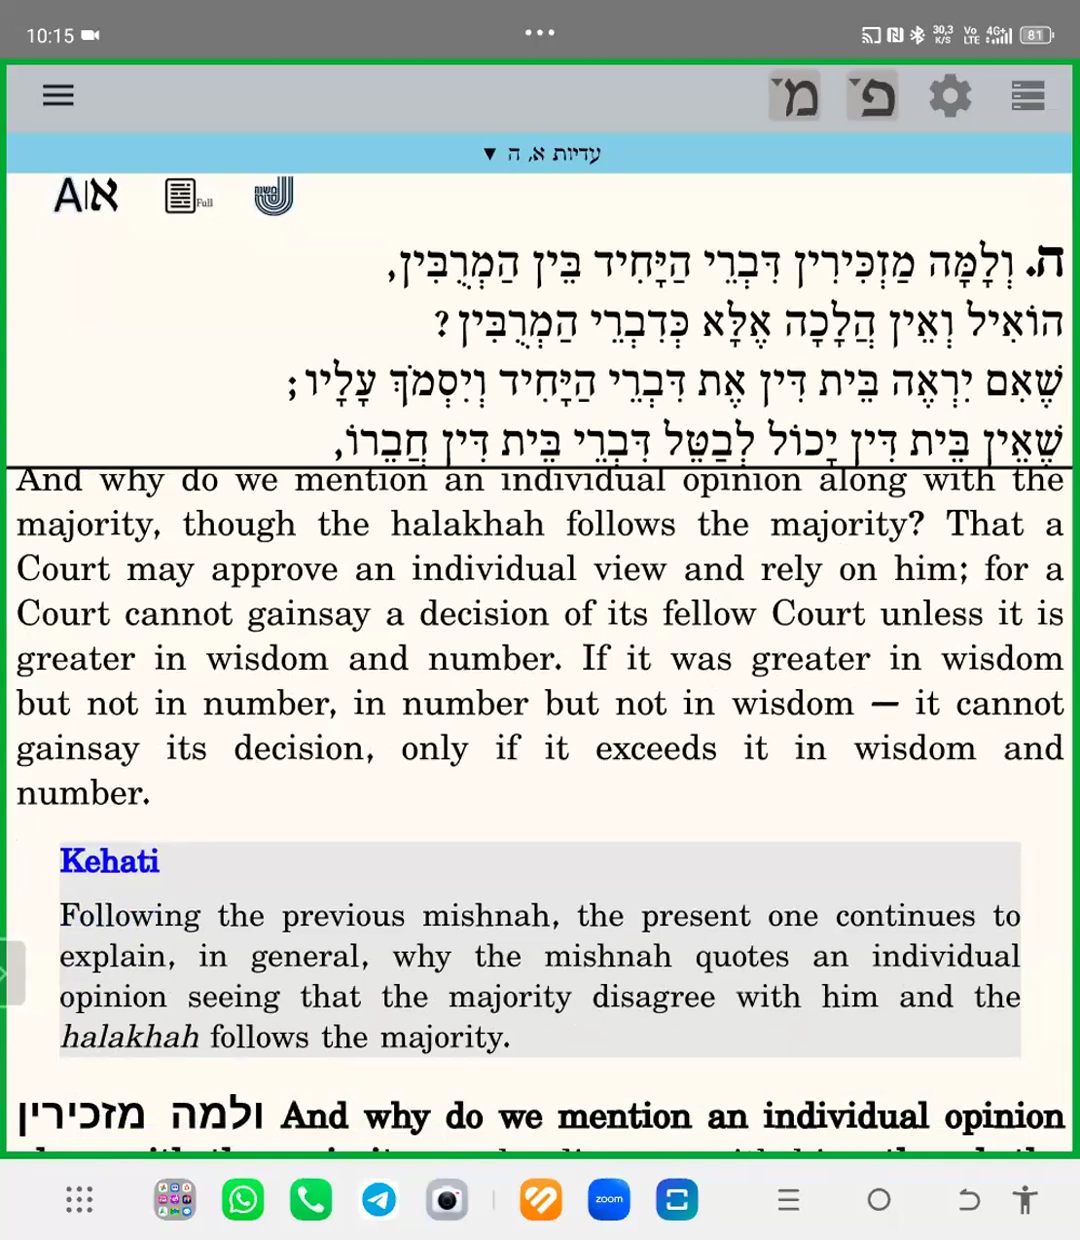 10:15
30,3 K/S
Vo LTE
4G+
81
מ
פ
עדיות א, ה ▼
A|א
Full
משנה
ה. וְלָמָּה מַזְכִּירִין דִּבְרֵי הַיָּחִיד בֵּין הַמְרֻבִּין,
הוֹאִיל וְאֵין הֲלָכָה אֶלָּא כְּדִבְרֵי הַמְרֻבִּין?
שֶׁאִם יִרְאֶה בֵּית דִּין אֶת דִּבְרֵי הַיָּחִיד וְיִסְמֹךְ עָלָיו;
שֶׁאֵין בֵּית דִּין יָכוֹל לְבַטֵּל דִּבְרֵי בֵּית דִּין חֲבֵרוֹ,
And why do we mention an individual opinion along with the
majority, though the halakhah follows the majority? That a
Court may approve an individual view and rely on him; for a
Court cannot gainsay a decision of its fellow Court unless it is
greater in wisdom and number. If it was greater in wisdom
but not in number, in number but not in wisdom — it cannot
gainsay its decision, only if it exceeds it in wisdom and
number.
Kehati
Following the previous mishnah, the present one continues to
explain, in general, why the mishnah quotes an individual
opinion seeing that the majority disagree with him and the
halakhah follows the majority.
ולמה מזכירין And why do we mention an individual opinion
zoom